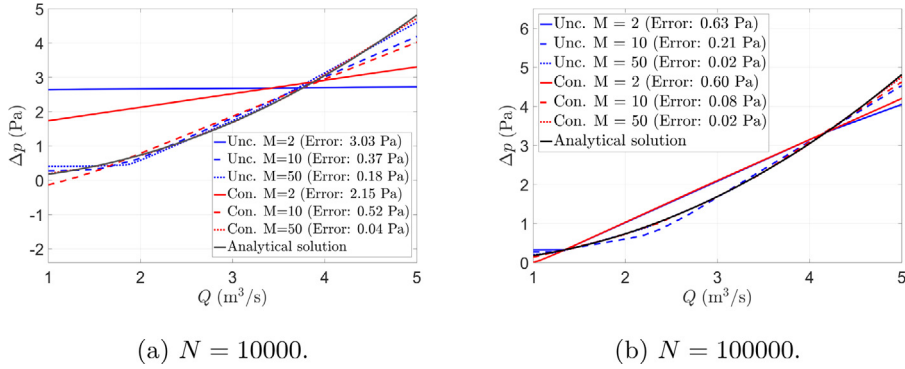 5
4
3
2
1
0
-1
-2
Δp (Pa)
Unc. M=2 (Error: 3.03 Pa)
Unc. M=10 (Error: 0.37 Pa)
Unc. M=50 (Error: 0.18 Pa)
Con. M=2 (Error: 2.15 Pa)
Con. M=10 (Error: 0.52 Pa)
Con. M=50 (Error: 0.04 Pa)
Analytical solution
1 2 3 4 5
Q (m³/s)
(a) N = 10000.
6
5
4
3
2
1
0
Δp (Pa)
Unc. M = 2 (Error: 0.63 Pa)
Unc. M = 10 (Error: 0.21 Pa)
Unc. M = 50 (Error: 0.02 Pa)
Con. M = 2 (Error: 0.60 Pa)
Con. M = 10 (Error: 0.08 Pa)
Con. M = 50 (Error: 0.02 Pa)
Analytical solution
1 2 3 4 5
Q (m³/s)
(b) N = 100000.